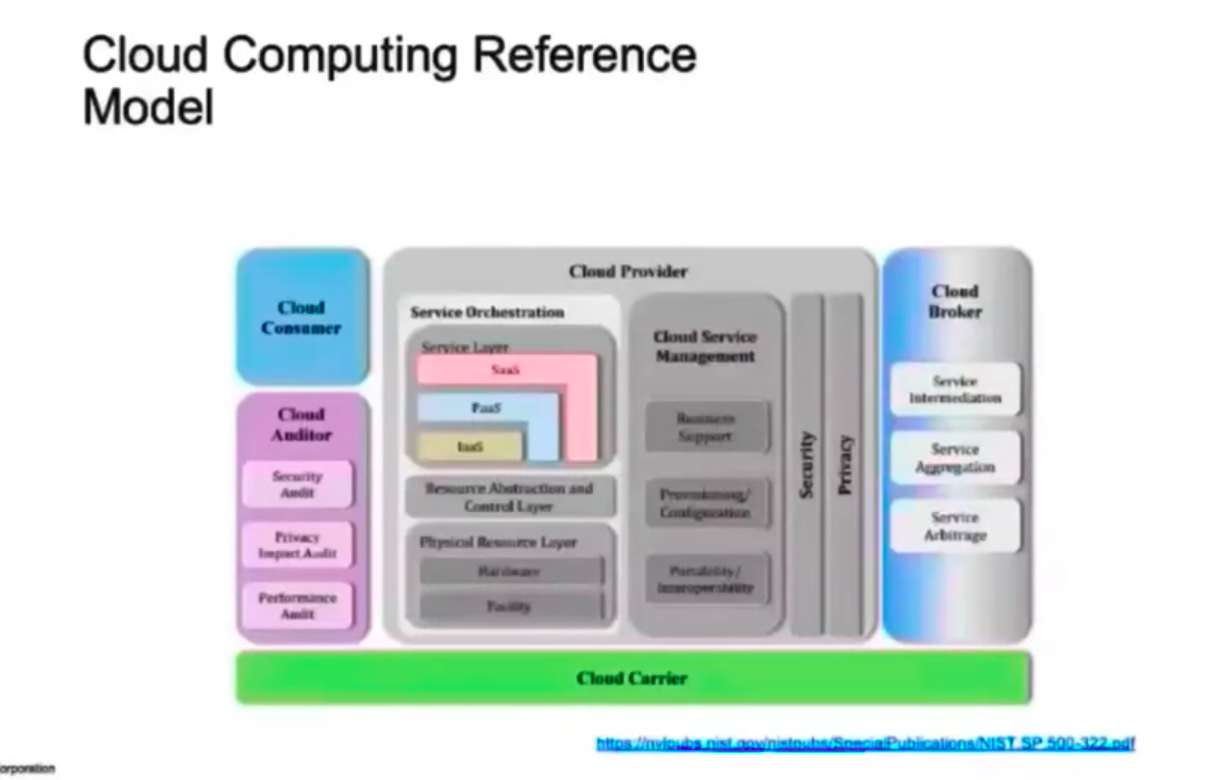 Cloud Computing Reference
Model
Cloud
Consumer
Cloud
Auditor
Security
Audit
Privacy
Impact Audit
Performance
Audit
Cloud Provider
Service Orchestration
Service Layer
SaaS
PaaS
IaaS
Resource Abstraction and
Control Layer
Physical Resource Layer
Hardware
Facility
Cloud Service
Management
Business
Support
Provisioning/
Configuration
Portability/
Interoperability
Security
Privacy
Cloud
Broker
Service
Intermediation
Service
Aggregation
Service
Arbitrage
Cloud Carrier
https://nvlpubs.nist.gov/nistpubs/SpecialPublications/NIST.SP.500-322.pdf
orporation